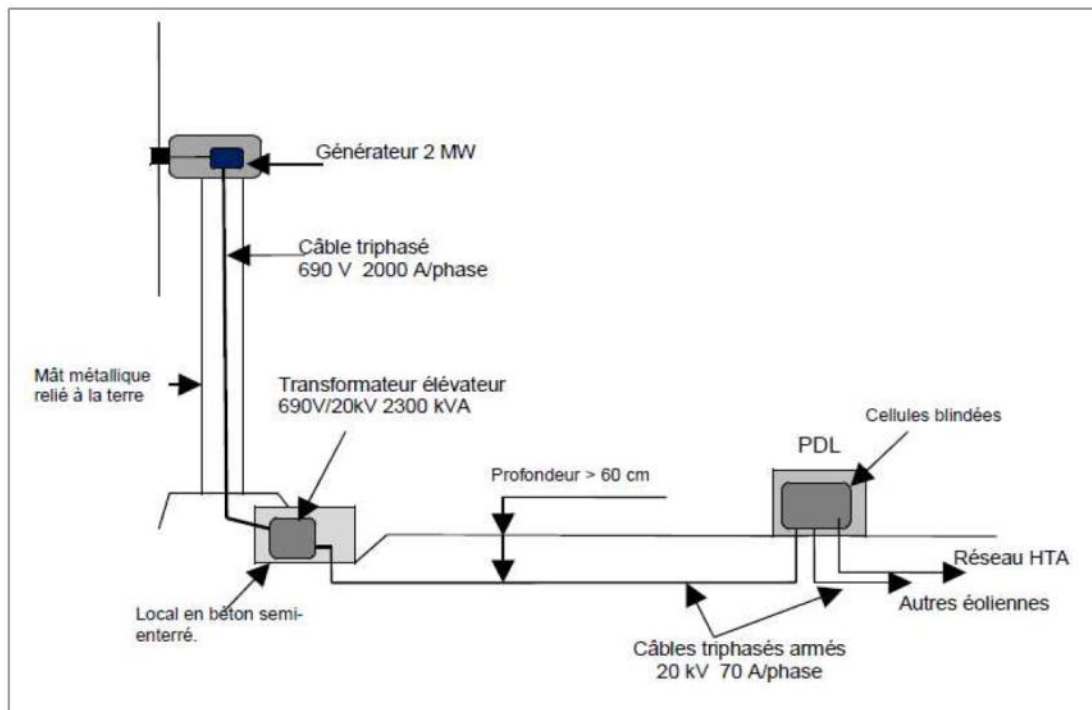 Générateur 2 MW
Câble triphasé
690 V 2000 A/phase
Mât métallique
relié à la terre
Transformateur élévateur
690V/20kV 2300 kVA
Cellules blindées
PDL
Profondeur > 60 cm
Réseau HTA
Autres éoliennes
Local en béton semi-
enterré.
Câbles triphasés armés
20 kV 70 A/phase